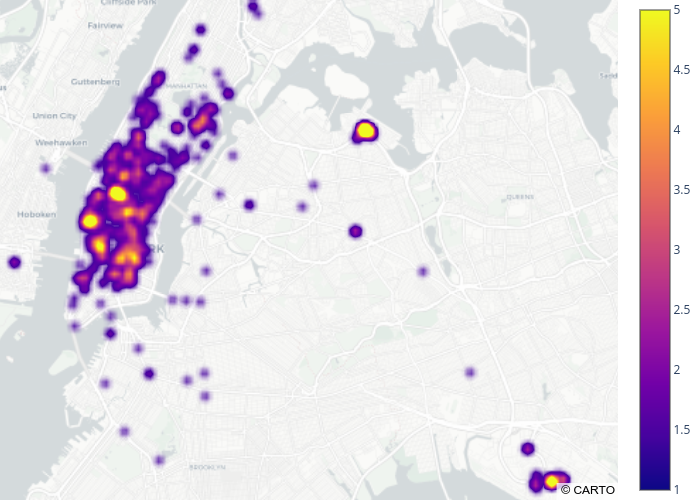 Cliffside Park
Fairview
Guttenberg
MANHATTAN
Union City
Weehawken
QUEENS
Hoboken
RK
BROOKLYN
© CARTO
5
4.5
4
3.5
3
2.5
2
1.5
1